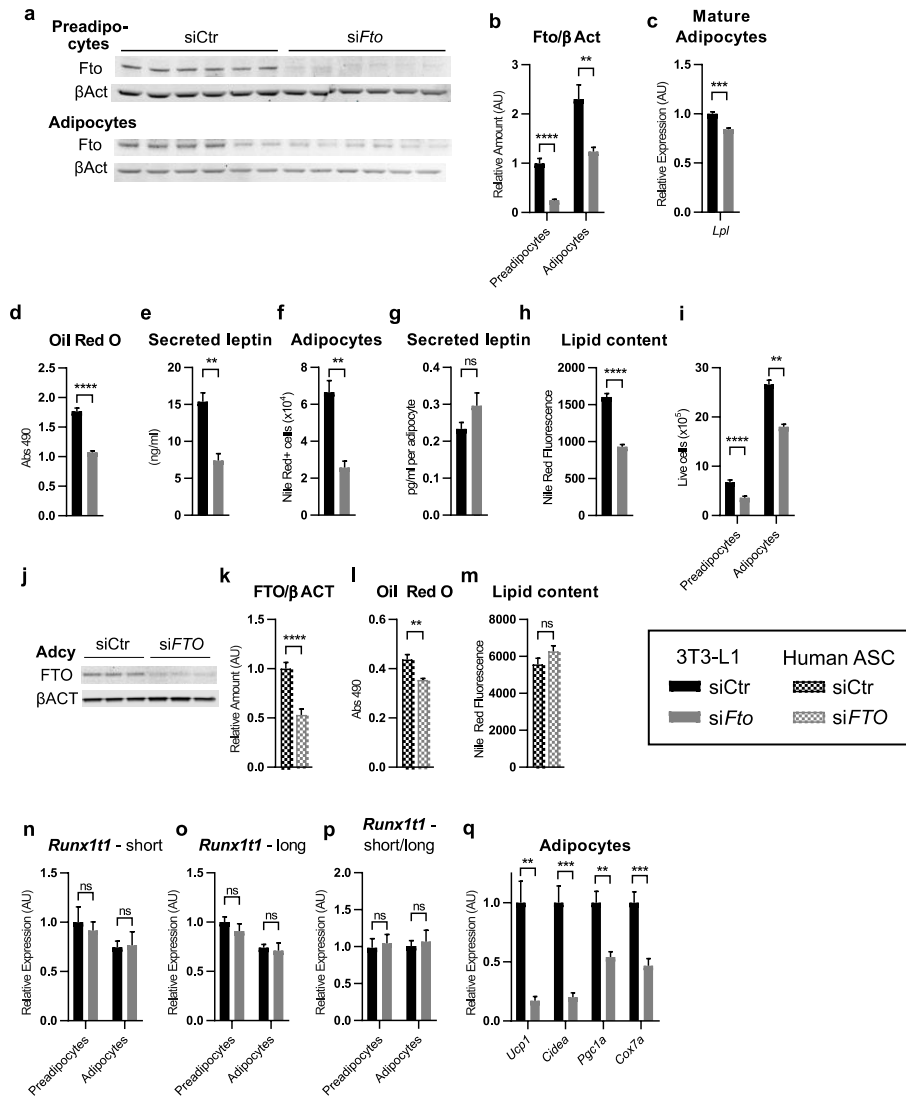 a
Preadipo-
cytes
siCtr
siFto
Fto
βAct
Adipocytes
Fto
βAct
b
Fto/β Act
Relative Amount (AU)
3
2
1
0
****
**
Preadipocytes
Adipocytes
c
Mature
Adipocytes
Relative Expression (AU)
1.5
1.0
0.5
0.0
***
Lpl
d
Oil Red O
Abs 490
2.0
1.5
1.0
0.5
0.0
****
e
Secreted leptin
(ng/ml)
20
15
10
5
0
**
f
Adipocytes
Nile Red+ cells (x10⁴)
8
6
4
2
0
**
g
Secreted leptin
pg/ml per adipocyte
0.4
0.3
0.2
0.1
0.0
ns
h
Lipid content
Nile Red Fluorescence
2000
1500
1000
500
0
****
i
Live cells (x10⁵)
30
20
10
0
****
**
Preadipocytes
Adipocytes
j
Adcy
siCtr
siFTO
FTO
βACT
k
FTO/β ACT
Relative Amount (AU)
1.5
1.0
0.5
0.0
****
l
Oil Red O
Abs 490
0.6
0.4
0.2
0.0
**
m
Lipid content
Nile Red Fluorescence
8000
6000
4000
2000
0
ns
3T3-L1 Human ASC
siCtr siCtr
siFto siFTO
n
Runx1t1 - short
Relative Expression (AU)
1.5
1.0
0.5
0.0
ns
ns
Preadipocytes
Adipocytes
o
Runx1t1 - long
Relative Expression (AU)
1.5
1.0
0.5
0.0
ns
ns
Preadipocytes
Adipocytes
p
Runx1t1 -
short/long
Relative Expression (AU)
2.0
1.5
1.0
0.5
0.0
ns
ns
Preadipocytes
Adipocytes
q
Adipocytes
Relative Expression (AU)
1.0
0.5
0.0
**
***
**
***
Ucp1
Cidea
Pgc1a
Cox7a